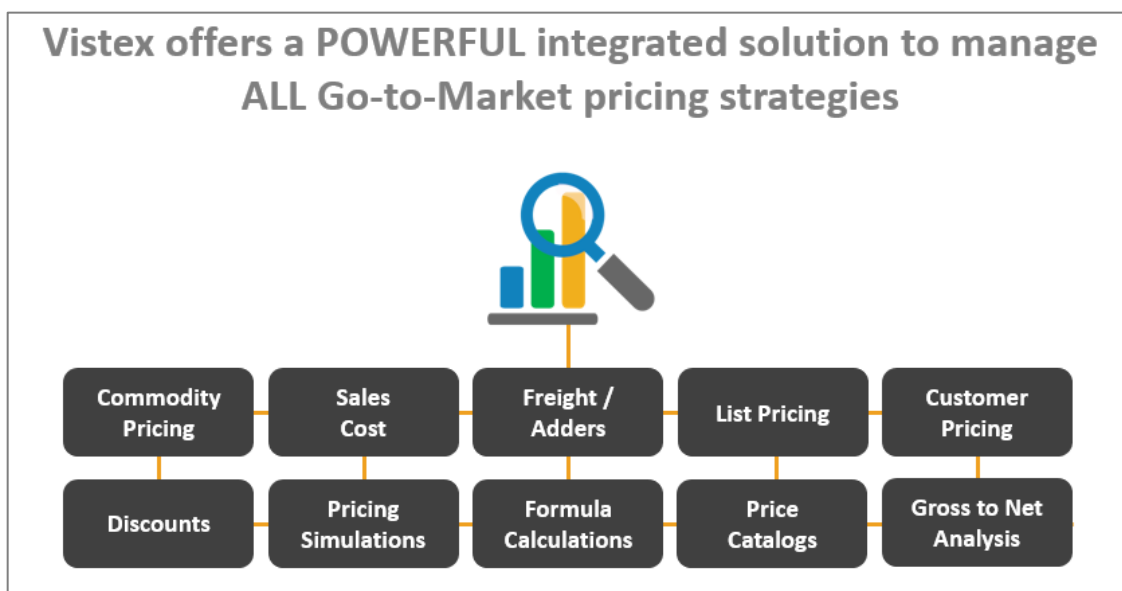 Vistex offers a POWERFUL integrated solution to manage
ALL Go-to-Market pricing strategies
Commodity
Pricing
Sales
Cost
Freight /
Adders
List Pricing
Customer
Pricing
Discounts
Pricing
Simulations
Formula
Calculations
Price
Catalogs
Gross to Net
Analysis